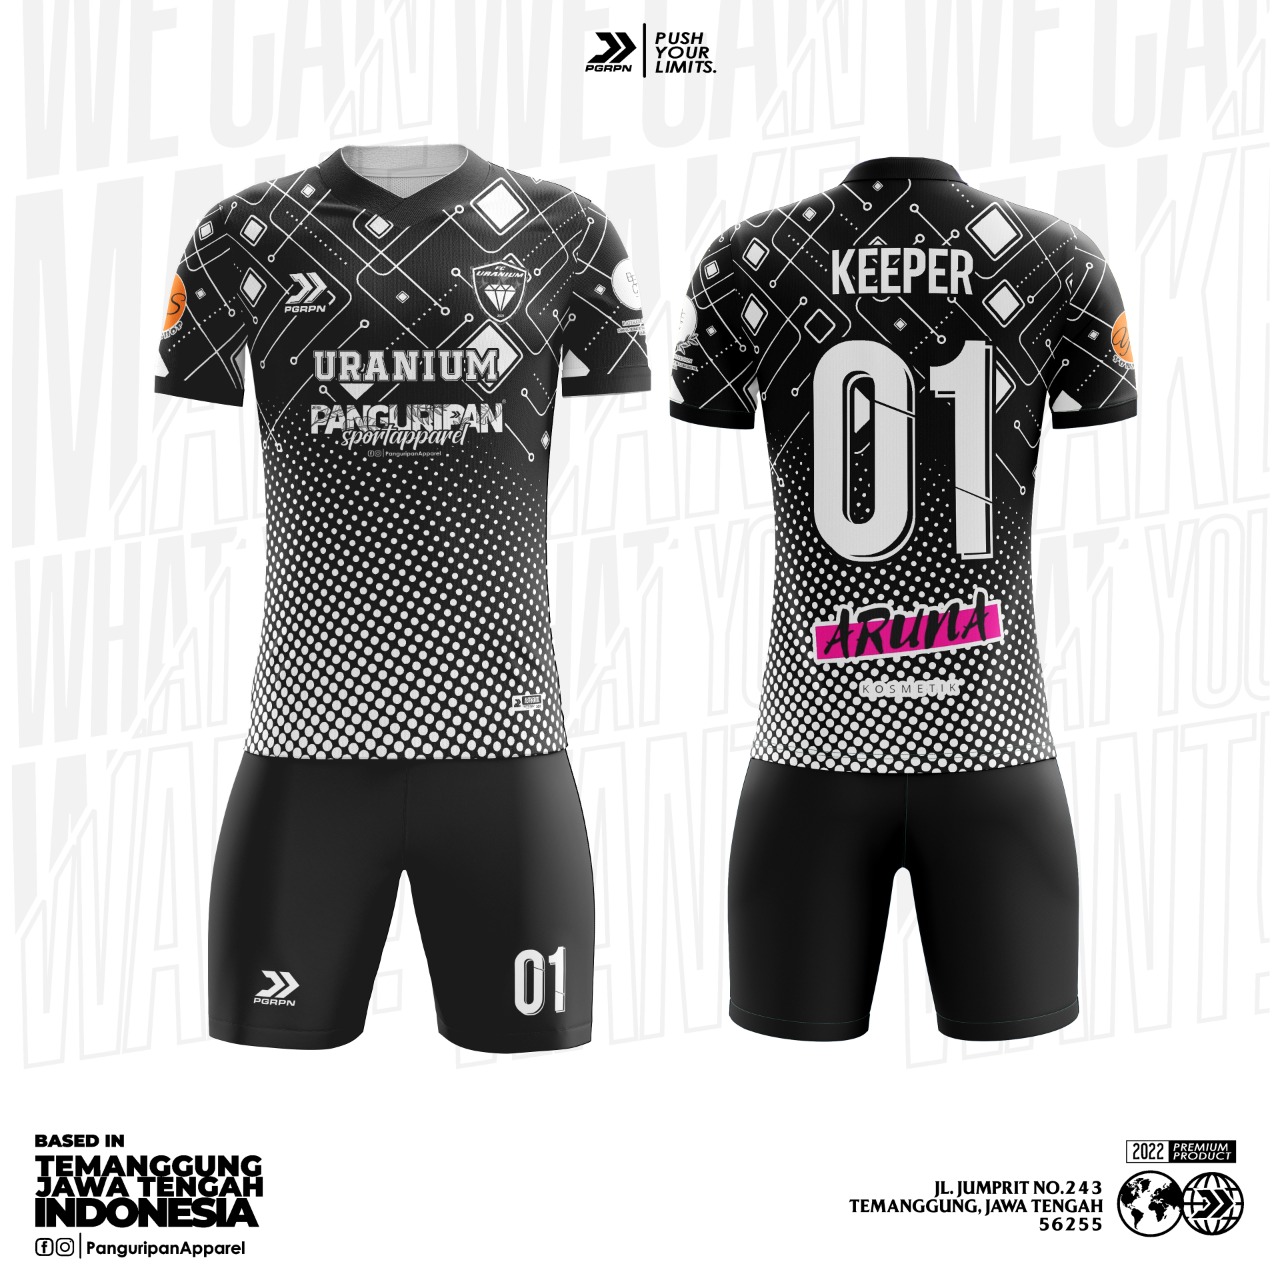 PGRPN
PUSH
YOUR
LIMITS.
WE CAN
MAKE
WHAT YOU
WANT
PGRPN
FC
URANIUM
URANIUM
PANGURIPAN
sportapparel
PanguripanApparel
PGRPN
01
KEEPER
01
ARUNA
KOSMETIK
BASED IN
TEMANGGUNG
JAWA TENGAH
INDONESIA
PanguripanApparel
2022 PREMIUM
PRODUCT
JL. JUMPRIT NO.243
TEMANGGUNG, JAWA TENGAH
56255